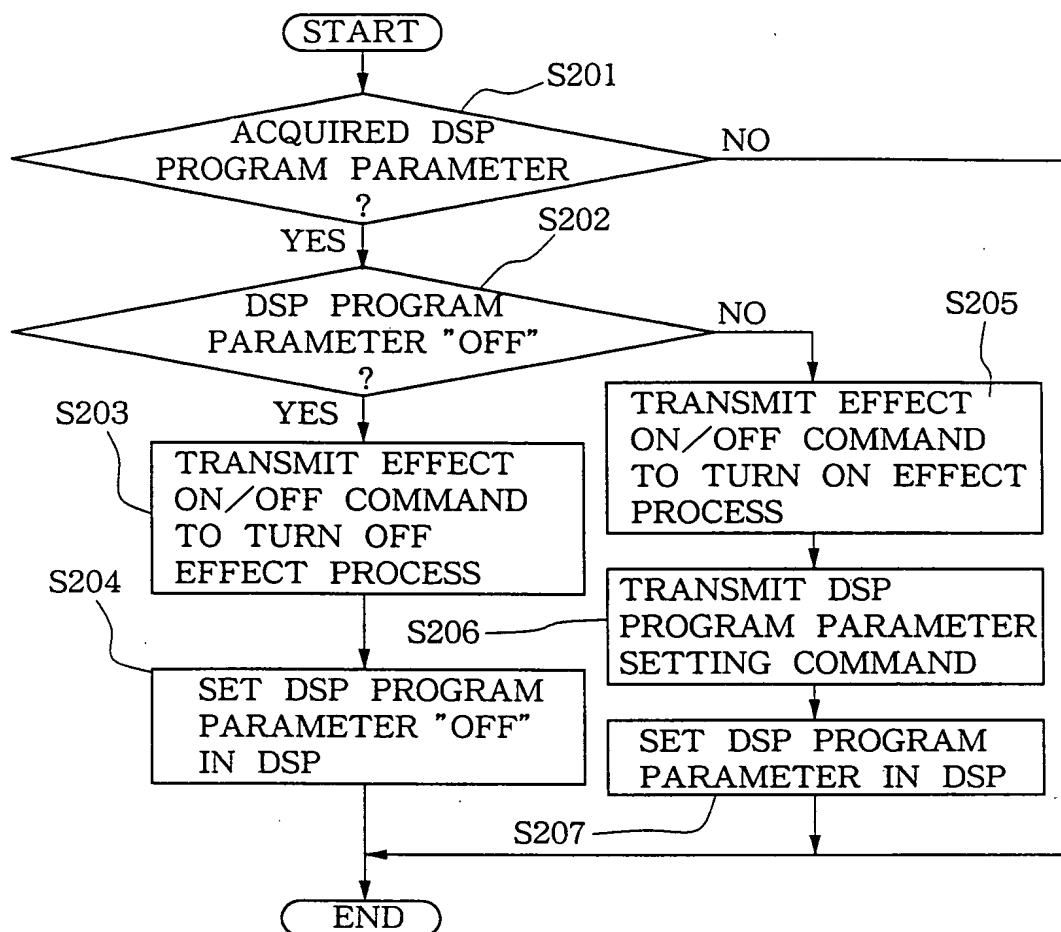 START
S201
ACQUIRED DSP
PROGRAM PARAMETER
?
NO
YES
S202
DSP PROGRAM
PARAMETER "OFF"
?
NO
YES
S205
TRANSMIT EFFECT
ON/OFF COMMAND
TO TURN ON EFFECT
PROCESS
S203
TRANSMIT EFFECT
ON/OFF COMMAND
TO TURN OFF
EFFECT PROCESS
S204
SET DSP PROGRAM
PARAMETER "OFF"
IN DSP
S206
TRANSMIT DSP
PROGRAM PARAMETER
SETTING COMMAND
SET DSP PROGRAM
PARAMETER IN DSP
S207
END